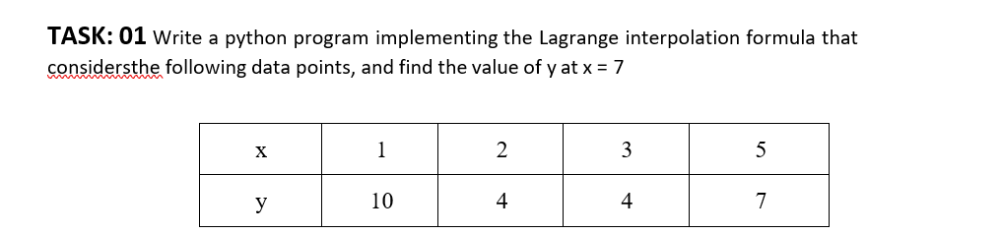 TASK: 01 Write a python program implementing the Lagrange interpolation formula that
considersthe following data points, and find the value of y at x = 7
x 1 2 3 5
y 10 4 4 7